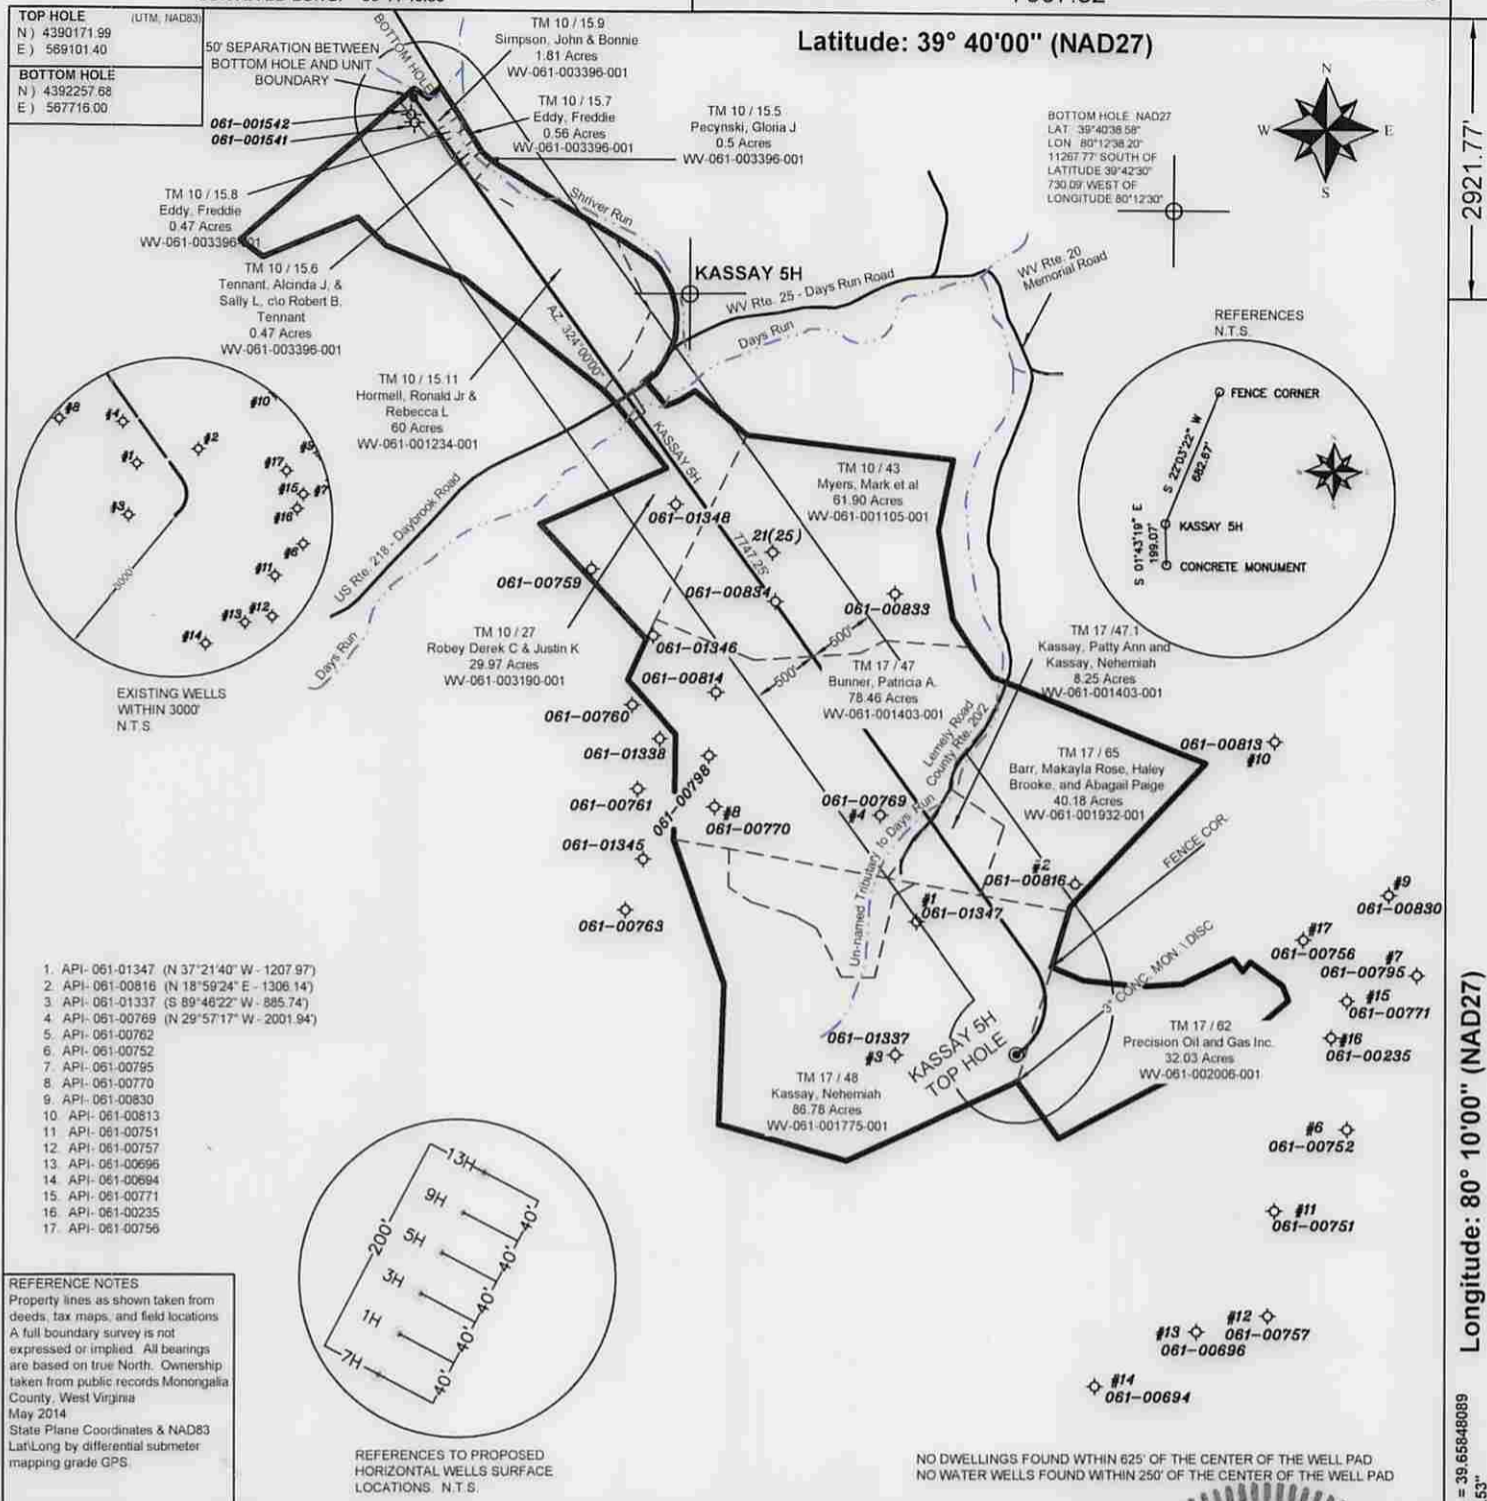 TOP HOLE (UTM, NAD83)
N ) 4390171.99
E ) 569101.40
BOTTOM HOLE
N ) 4392257.68
E ) 567716.00
50' SEPARATION BETWEEN
BOTTOM HOLE AND UNIT
BOUNDARY
BOTTOM HOLE
061-001542
061-001541
TM 10 / 15.9
Simpson, John & Bonnie
1.81 Acres
WV-061-003396-001
TM 10 / 15.7
Eddy, Freddie
0.56 Acres
WV-061-003396-001
TM 10 / 15.5
Pecynski, Gloria J
0.5 Acres
WV-061-003396-001
Latitude: 39° 40'00" (NAD27)
BOTTOM HOLE NAD27
LAT 39°40'38.58"
LON 80°12'38.20"
11267.77' SOUTH OF
LATITUDE 39°42'30"
730.09' WEST OF
LONGITUDE 80°12'30"
N
W
E
S
2921.77'
TM 10 / 15.8
Eddy, Freddie
0.47 Acres
WV-061-003396-001
TM 10 / 15.6
Tennant, Alcinda J, &
Sally L, c\o Robert B.
Tennant
0.47 Acres
WV-061-003396-001
Shriver Run
KASSAY 5H
WV Rte. 25 - Days Run Road
Days Run
WV Rte. 20
Memorial Road
AZ. 324°00'00"
TM 10 / 15.11
Hormell, Ronald Jr &
Rebecca L
60 Acres
WV-061-001234-001
REFERENCES
N.T.S.
FENCE CORNER
S 22°03'22" W
682.67'
KASSAY 5H
S 01°43'19" E
199.07'
CONCRETE MONUMENT
#8
#4
#10
#2
#1
#9
#17
#15
#7
#3
#16
#6
#11
#13
#12
#14
3000'
EXISTING WELLS
WITHIN 3000'
N.T.S.
US Rte. 218 - Daybrook Road
Days Run
KASSAY 5H
7747.25'
TM 10 / 43
Myers, Mark et al
61.90 Acres
WV-061-001105-001
061-01348
21(25)
061-00759
061-00834
061-00833
TM 10 / 27
Robey Derek C & Justin K
29.97 Acres
WV-061-003190-001
061-01346
061-00814
500'
500'
TM 17 / 47
Bunner, Patricia A.
78.46 Acres
WV-061-001403-001
TM 17 /47.1
Kassay, Patty Ann and
Kassay, Nehemiah
8.25 Acres
WV-061-001403-001
061-00760
061-01338
061-00798
061-00761
#8
061-00770
061-01345
061-00763
Lemely Road
County Rte. 20/2
061-00769
#4
Un-named Tributary to Days Run
TM 17 / 65
Barr, Makayla Rose, Haley
Brooke, and Abagail Paige
40.18 Acres
WV-061-001932-001
061-00813
#10
FENCE COR.
#2
061-00816
#1
061-01347
#9
061-00830
#17
061-00756
#7
061-00795
#15
061-00771
#16
061-00235
3" CONC. MON. \ DISC
061-01337
#3
KASSAY 5H
TOP HOLE
TM 17 / 62
Precision Oil and Gas Inc.
32.03 Acres
WV-061-002006-001
TM 17 / 48
Kassay, Nehemiah
86.78 Acres
WV-061-001775-001
#6
061-00752
#11
061-00751
#12
061-00757
#13
061-00696
#14
061-00694
1. API- 061-01347 (N 37°21'40" W - 1207.97')
2. API- 061-00816 (N 18°59'24" E - 1306.14')
3. API- 061-01337 (S 89°46'22" W - 885.74')
4. API- 061-00769 (N 29°57'17" W - 2001.94')
5. API- 061-00762
6. API- 061-00752
7. API- 061-00795
8. API- 061-00770
9. API- 061-00830
10. API- 061-00813
11. API- 061-00751
12. API- 061-00757
13. API- 061-00696
14. API- 061-00694
15. API- 061-00771
16. API- 061-00235
17. API- 061-00756
13H
9H
5H
3H
1H
7H
200'
40'
40'
40'
40'
40'
REFERENCES TO PROPOSED
HORIZONTAL WELLS SURFACE
LOCATIONS. N.T.S.
REFERENCE NOTES
Property lines as shown taken from
deeds, tax maps, and field locations
A full boundary survey is not
expressed or implied. All bearings
are based on true North. Ownership
taken from public records Monongalia
County, West Virginia
May 2014
State Plane Coordinates & NAD83
Lat\Long by differential submeter
mapping grade GPS.
NO DWELLINGS FOUND WTHIN 625' OF THE CENTER OF THE WELL PAD
NO WATER WELLS FOUND WITHIN 250' OF THE CENTER OF THE WELL PAD
Longitude: 80° 10'00" (NAD27)
= 39.65848089
53"